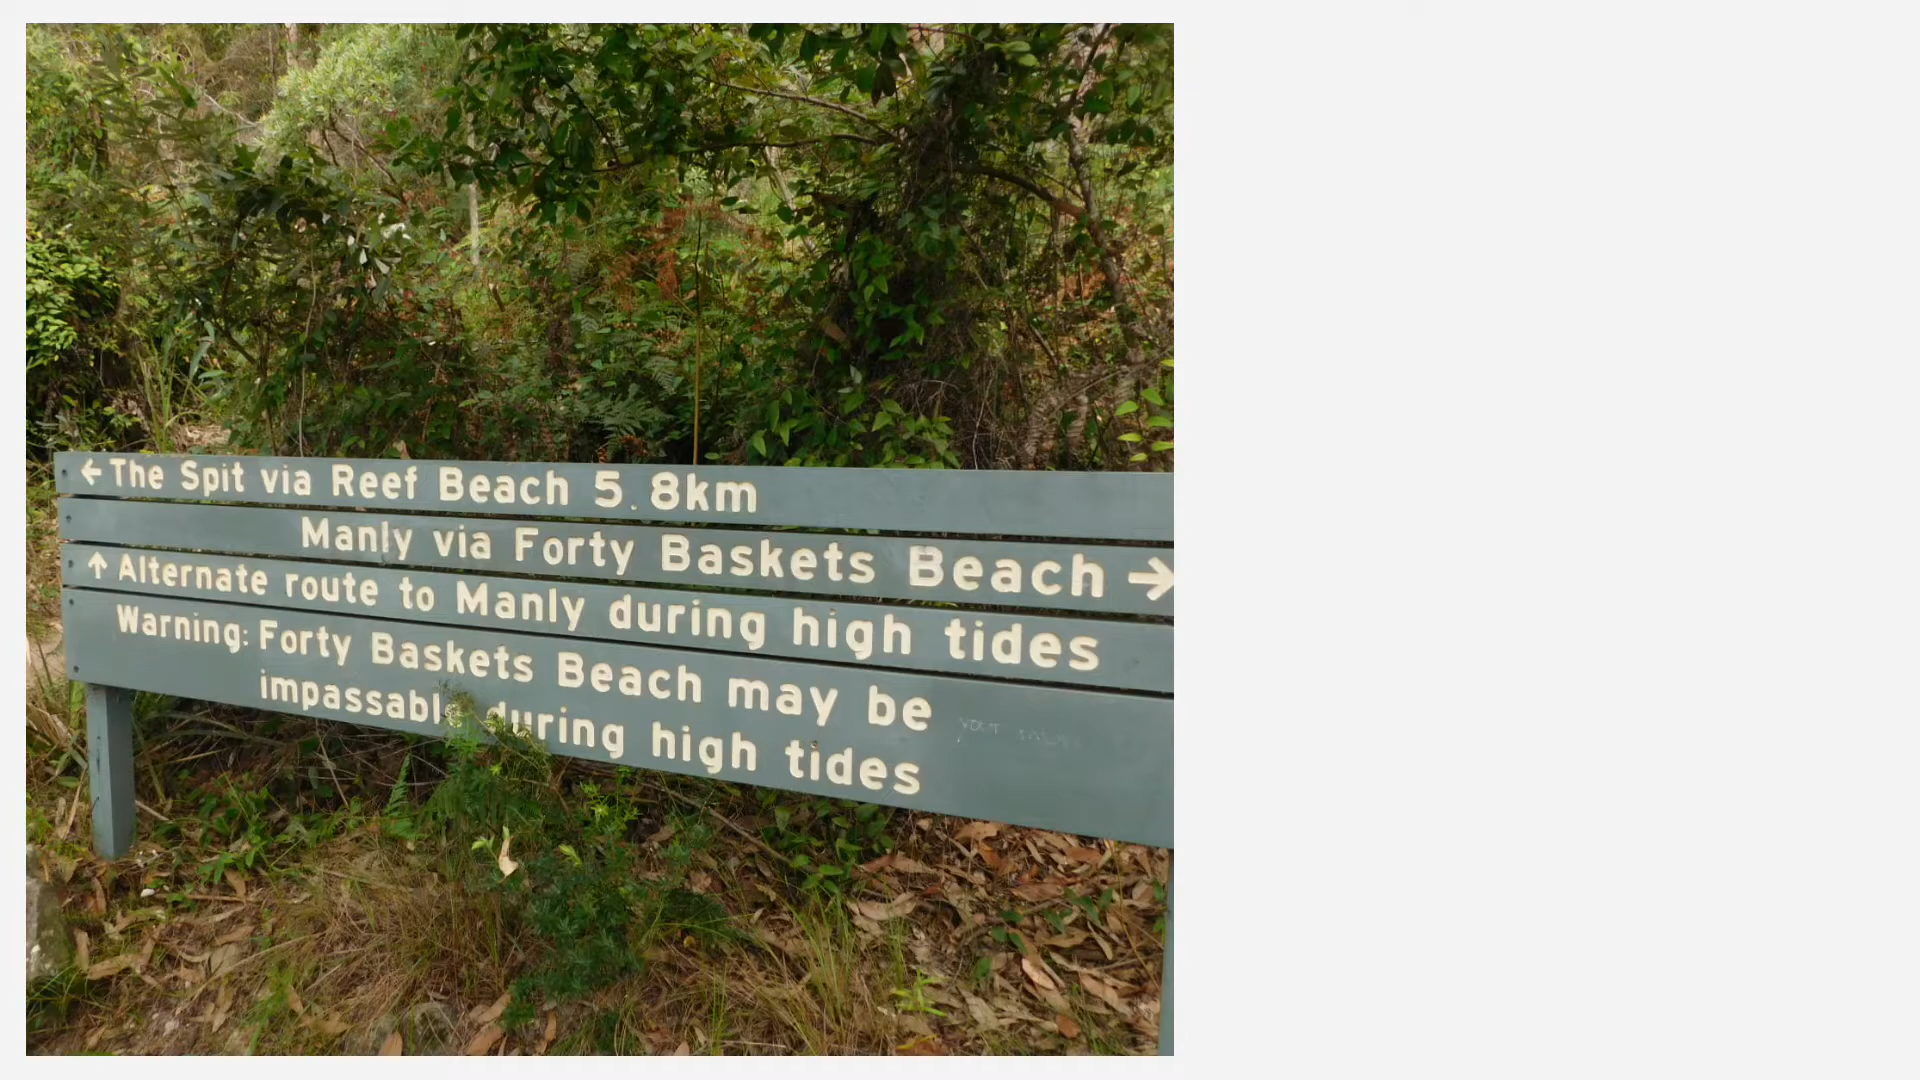 ←The Spit via Reef Beach 5.8km
Manly via Forty Baskets Beach→
↑Alternate route to Manly during high tides
Warning: Forty Baskets Beach may be
impassable during high tides